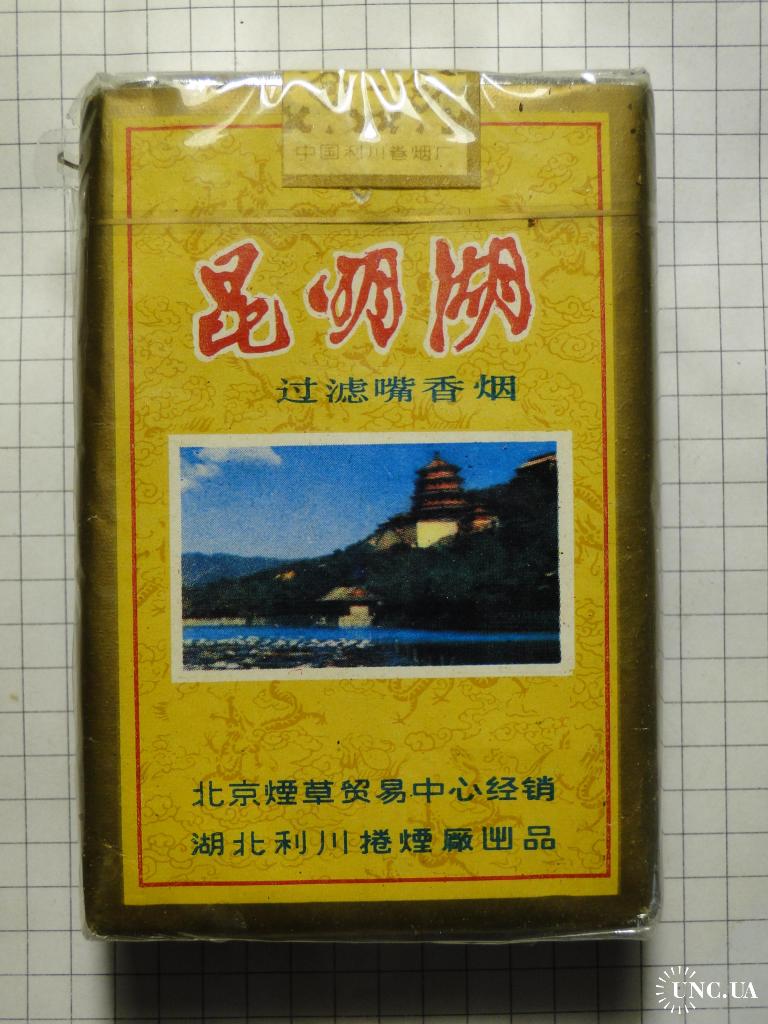 中国利川卷烟厂
昆明湖
过滤嘴香烟
北京煙草贸易中心经销
湖北利川捲煙廠出品
UNC.UA